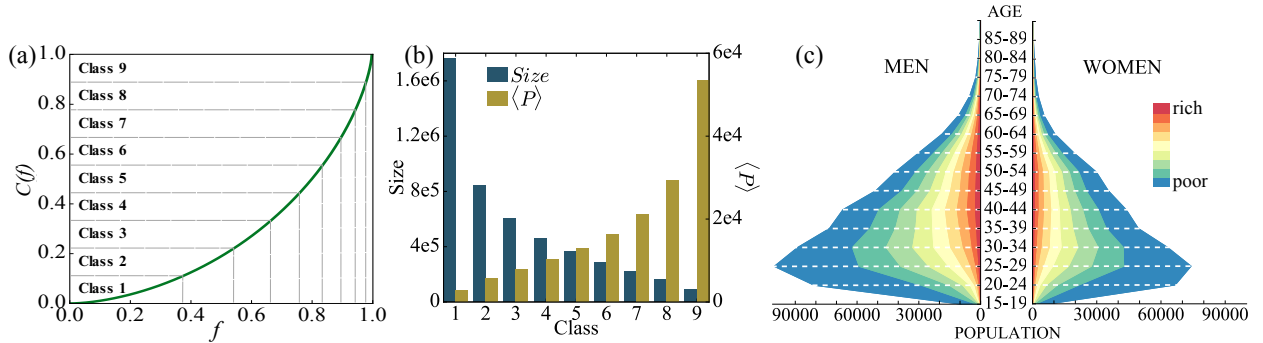 (a)
C(f)
1.0
0.8
0.6
0.4
0.2
0.0
Class 9
Class 8
Class 7
Class 6
Class 5
Class 4
Class 3
Class 2
Class 1
0.0 0.2 0.4 0.6 0.8 1.0
f
(b)
Size
1.6e6
1.2e6
8e5
4e5
0
Size
⟨P⟩
6e4
4e4
2e4
0
⟨P⟩
1 2 3 4 5 6 7 8 9
Class
(c)
AGE
MEN
WOMEN
85-89
80-84
75-79
70-74
65-69
60-64
55-59
50-54
45-49
40-44
35-39
30-34
25-29
20-24
15-19
rich
poor
90000 60000 30000 0 0 30000 60000 90000
POPULATION